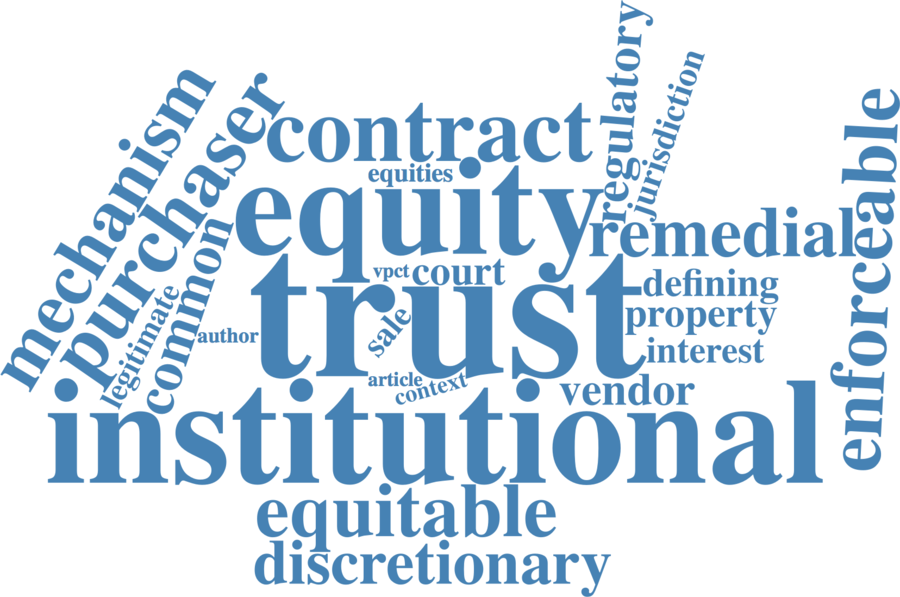 mechanism
purchaser
contract
regulatory
jurisdiction
enforceable
equities
equity
remedial
common
legitimate
vpct
court
defining
trust
property
author
sale
interest
article
context
vendor
institutional
equitable
discretionary